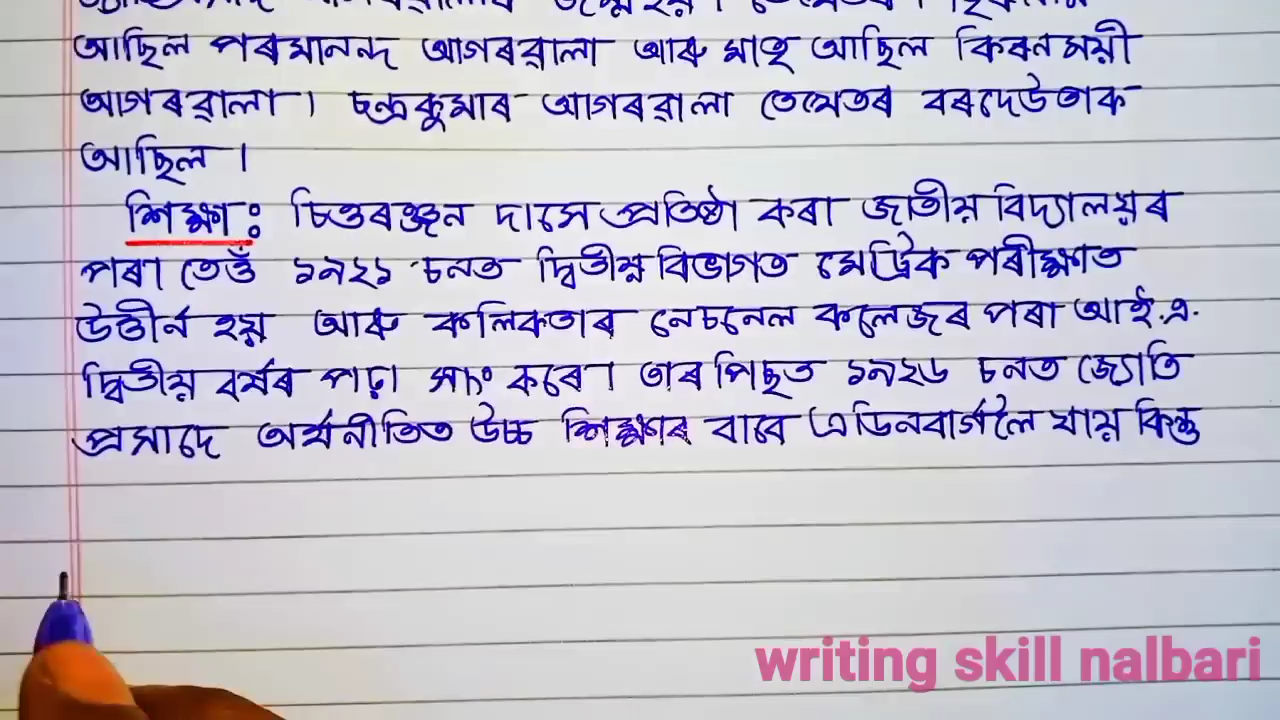 আছিল পৰমানন্দ আগৰৱালা আৰু মাতৃ আছিল কিৰনময়ী
আগৰৱালা। চন্দ্ৰকুমাৰ আগৰৱালা তেখেতৰ বৰদেউতাক
আছিল।
শিক্ষা: চিত্তৰঞ্জন দাসে প্ৰতিষ্ঠা কৰা জাতীয় বিদ্যালয়ৰ
পৰা তেওঁ ১৯২১ চনত দ্বিতীয় বিভাগত মেট্ৰিক পৰীক্ষাত
উত্তীৰ্ন হয় আৰু কলিকতাৰ নেচনেল কলেজৰ পৰা আই.এ.
দ্বিতীয় বৰ্ষৰ পঢ়া সাং কৰে। তাৰ পিছত ১৯২৬ চনত জ্যোতি
প্ৰসাদে অৰ্থনীতিত উচ্চ শিক্ষাৰ বাবে এডিনবাৰ্গলৈ যায় কিন্তু
writing skill nalbari